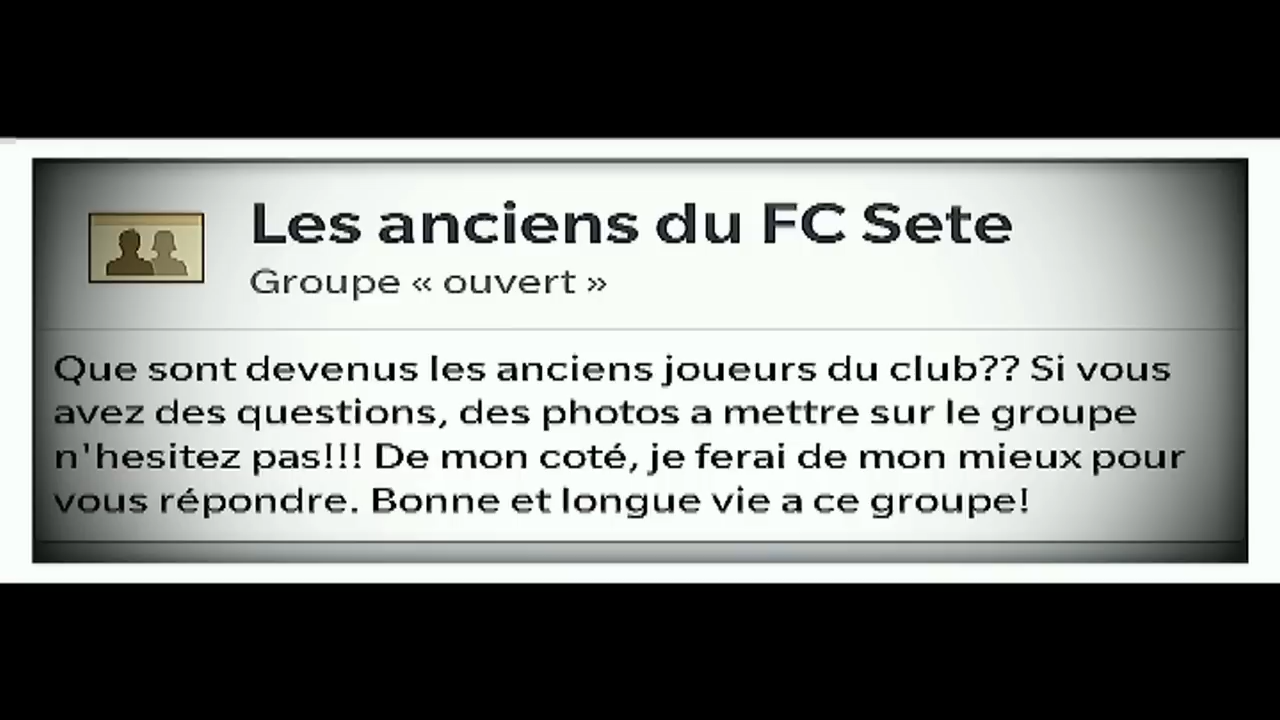 Les anciens du FC Sete
Groupe « ouvert »
Que sont devenus les anciens joueurs du club?? Si vous
avez des questions, des photos a mettre sur le groupe
n'hesitez pas!!! De mon coté, je ferai de mon mieux pour
vous répondre. Bonne et longue vie a ce groupe!